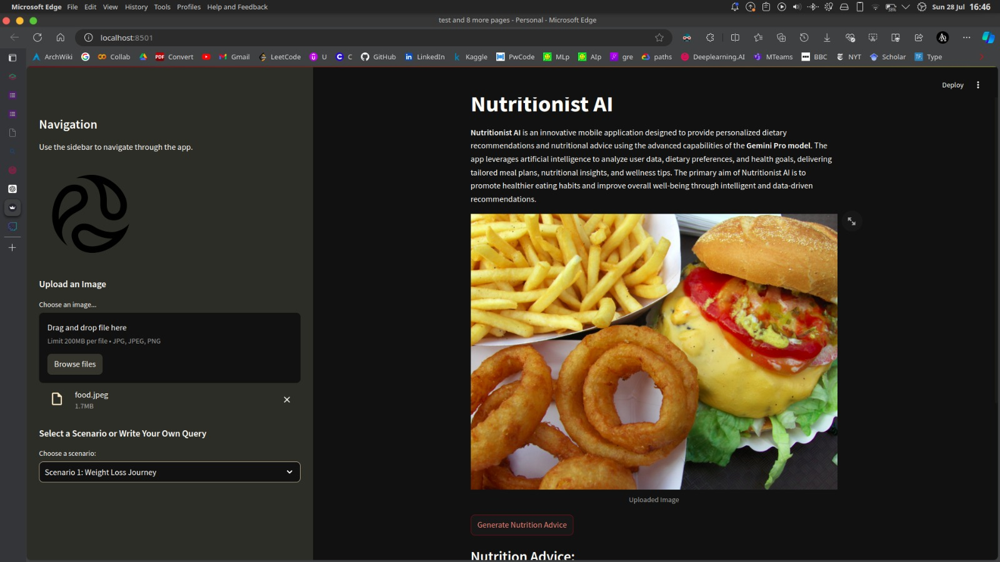 Microsoft Edge File Edit View History Tools Profiles Help and Feedback
38% Sun 28 Jul 16:46
test and 8 more pages - Personal - Microsoft Edge
localhost:8501
ArchWiki Collab PDF Convert Gmail LeetCode U C GitHub LinkedIn Kaggle PwCode MLp AIp gre paths Deeplearning.AI MTeams BBC NYT Scholar TF. Type
Deploy
Navigation
Use the sidebar to navigate through the app.
Upload an Image
Choose an image...
Drag and drop file here
Limit 200MB per file • JPG, JPEG, PNG
Browse files
food.jpeg
1.7MB
Select a Scenario or Write Your Own Query
Choose a scenario:
Scenario 1: Weight Loss Journey
Nutritionist AI
Nutritionist AI is an innovative mobile application designed to provide personalized dietary
recommendations and nutritional advice using the advanced capabilities of the Gemini Pro model. The
app leverages artificial intelligence to analyze user data, dietary preferences, and health goals, delivering
tailored meal plans, nutritional insights, and wellness tips. The primary aim of Nutritionist AI is to
promote healthier eating habits and improve overall well-being through intelligent and data-driven
recommendations.
Uploaded Image
Generate Nutrition Advice
Nutrition Advice: